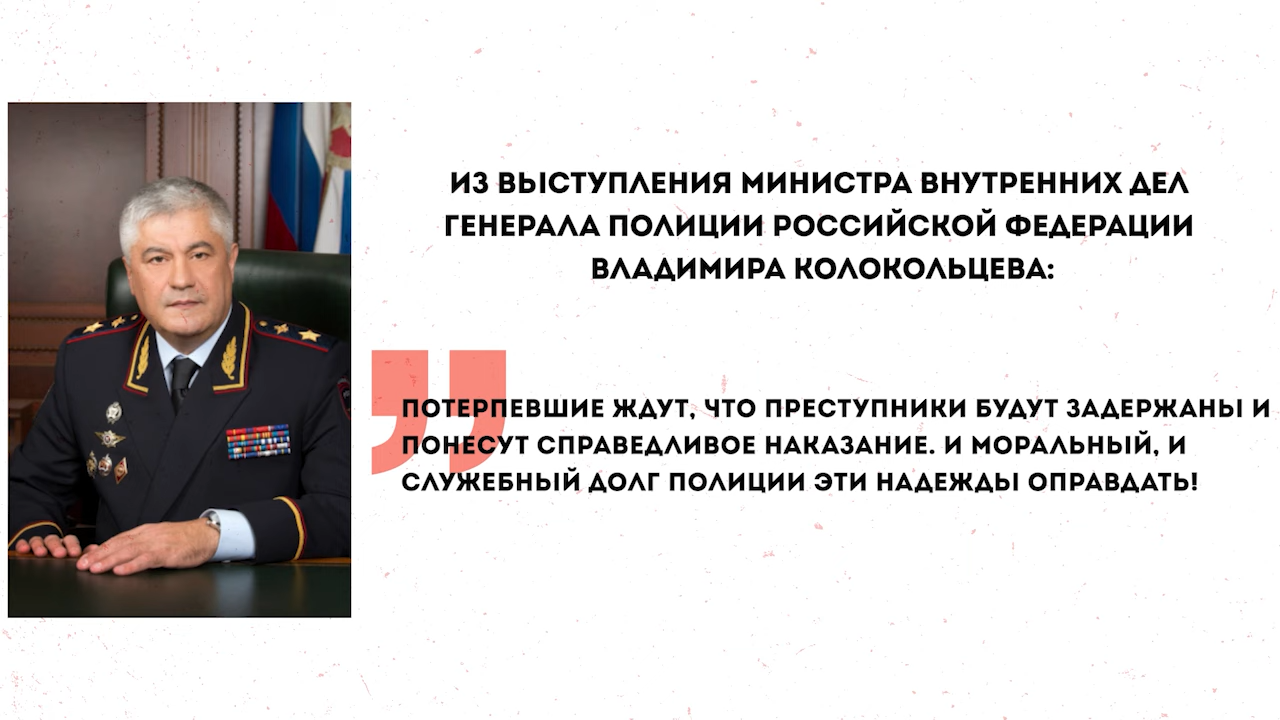 ИЗ ВЫСТУПЛЕНИЯ МИНИСТРА ВНУТРЕННИХ ДЕЛ
ГЕНЕРАЛА ПОЛИЦИИ РОССИЙСКОЙ ФЕДЕРАЦИИ
ВЛАДИМИРА КОЛОКОЛЬЦЕВА:
ПОТЕРПЕВШИЕ ЖДУТ, ЧТО ПРЕСТУПНИКИ БУДУТ ЗАДЕРЖАНЫ И
ПОНЕСУТ СПРАВЕДЛИВОЕ НАКАЗАНИЕ. И МОРАЛЬНЫЙ, И
СЛУЖЕБНЫЙ ДОЛГ ПОЛИЦИИ ЭТИ НАДЕЖДЫ ОПРАВДАТЬ!